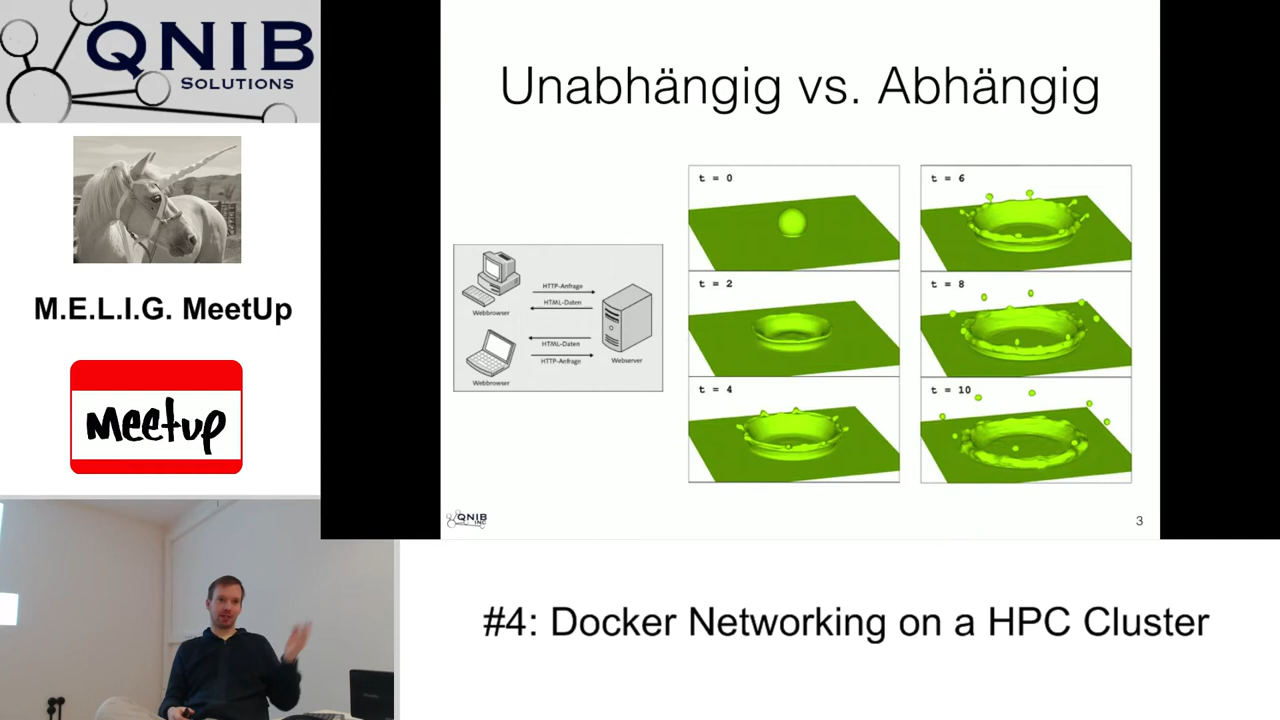 QNIB
SOLUTIONS
M.E.L.I.G. MeetUp
Meetup
Unabhängig vs. Abhängig
HTTP-Anfrage
HTML-Daten
Webbrowser
HTML-Daten
HTTP-Anfrage
Webserver
Webbrowser
t = 0
t = 2
t = 4
t = 6
t = 8
t = 10
QNIB
INC
3
#4: Docker Networking on a HPC Cluster